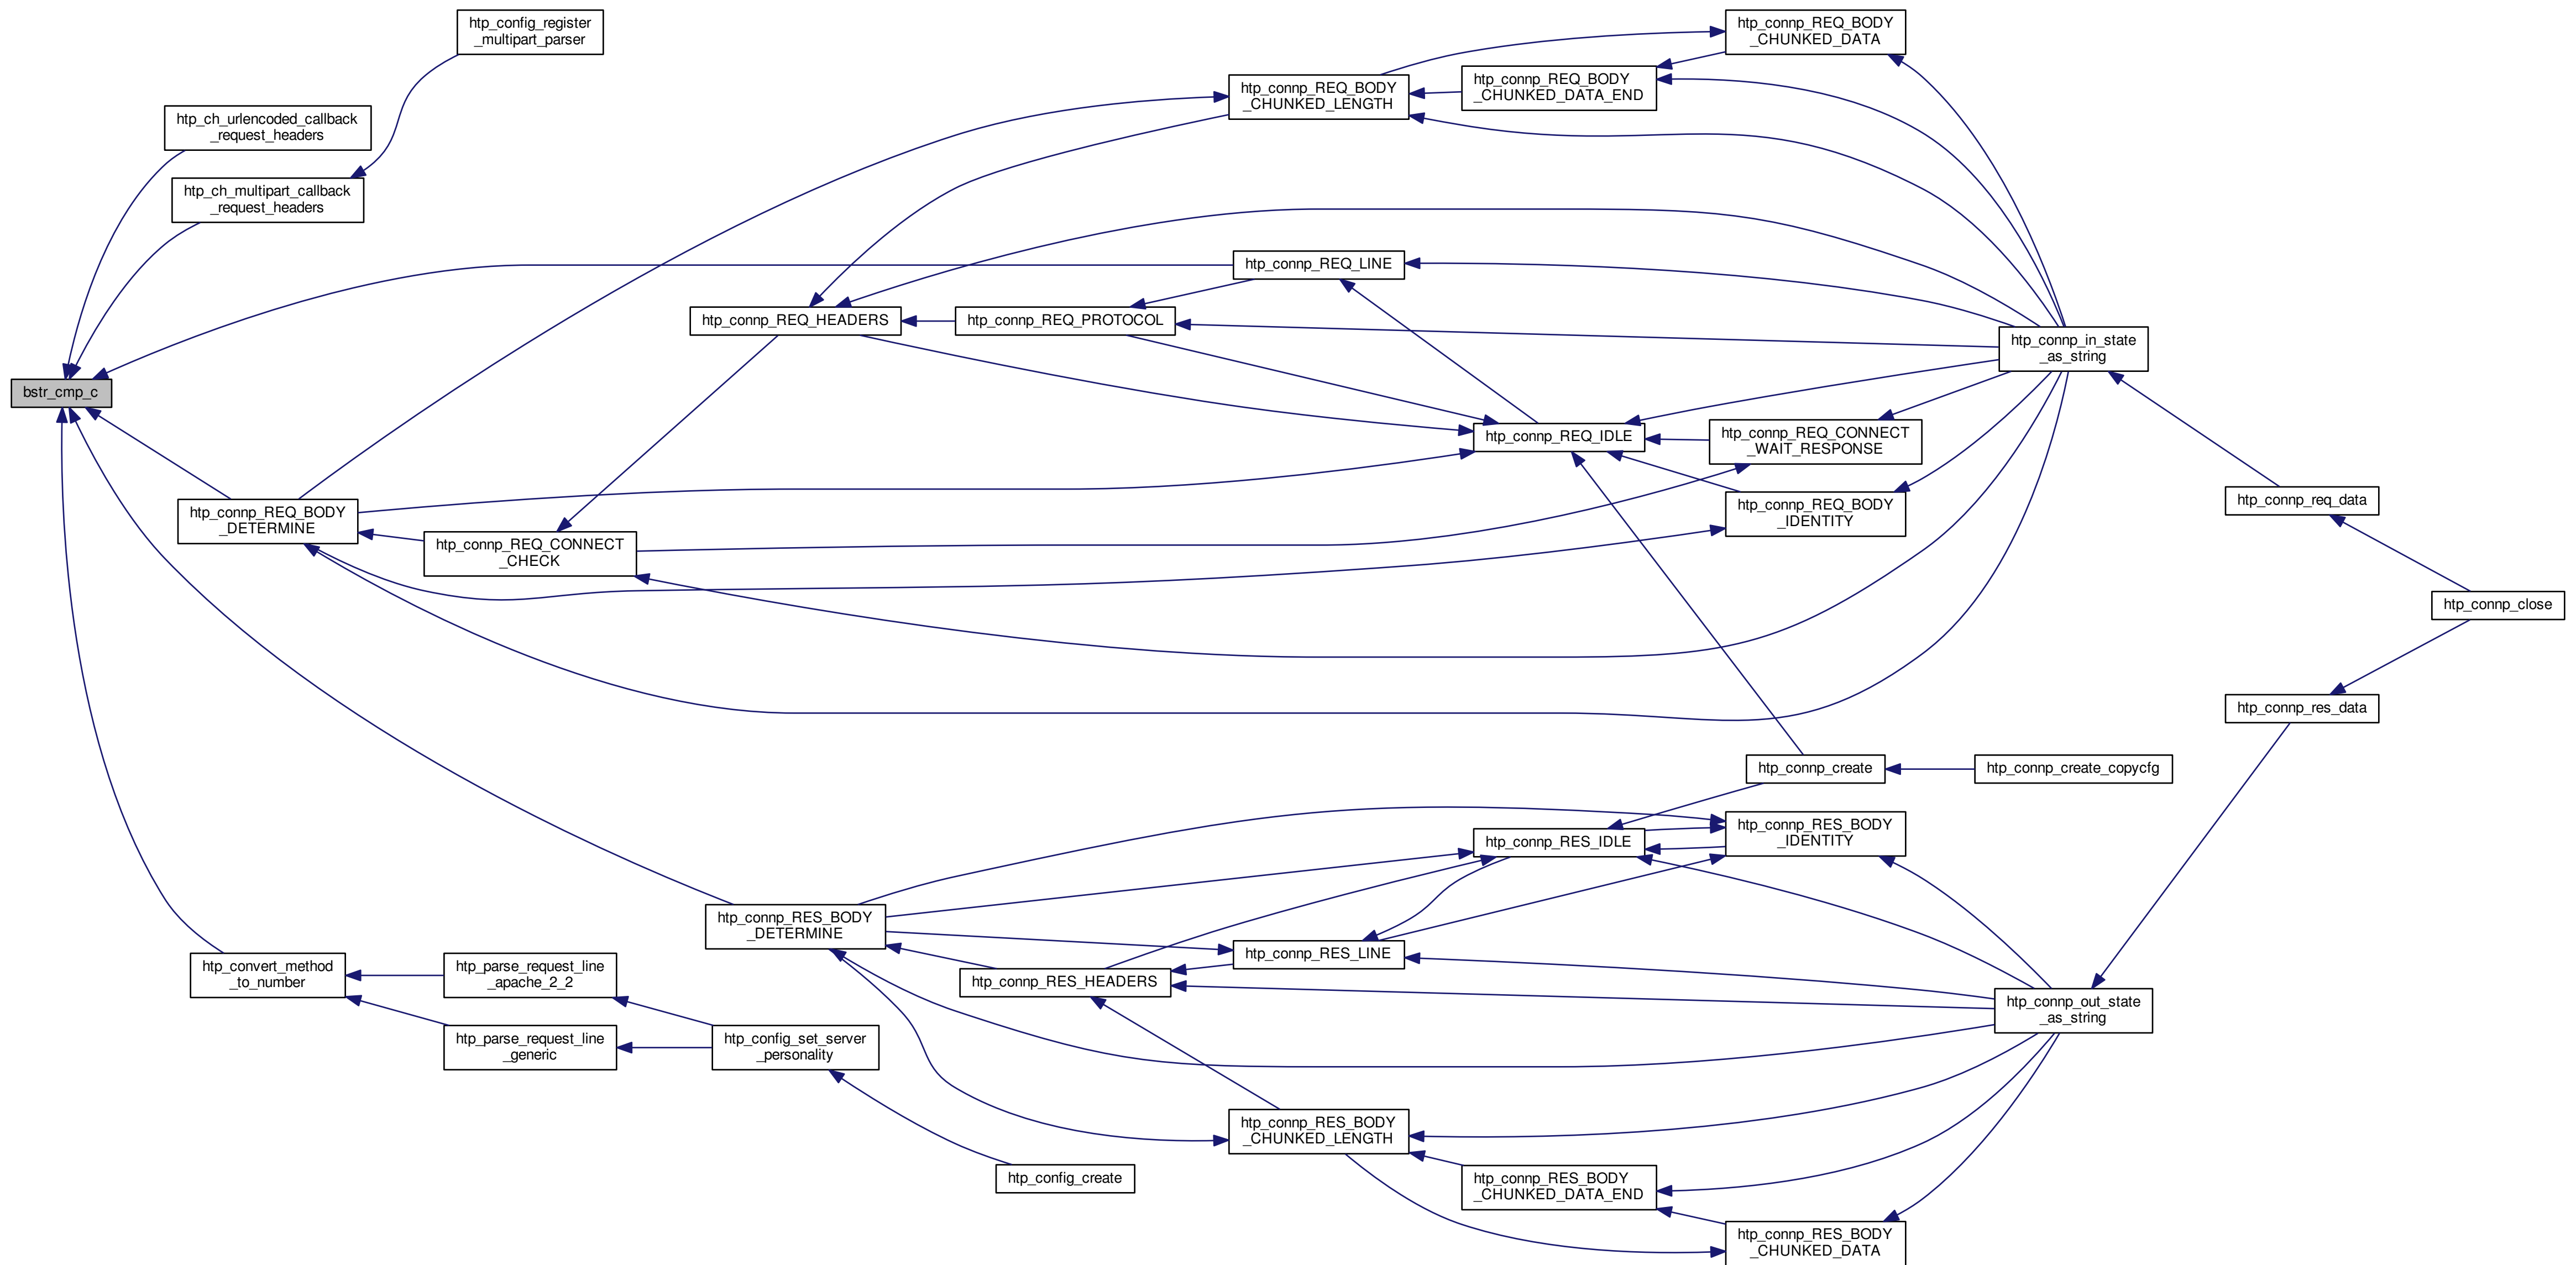 htp_config_register
_multipart_parser
htp_ch_urlencoded_callback
_request_headers
htp_ch_multipart_callback
_request_headers
bstr_cmp_c
htp_connp_REQ_BODY
_DETERMINE
htp_connp_REQ_CONNECT
_CHECK
htp_connp_REQ_HEADERS
htp_connp_REQ_PROTOCOL
htp_connp_REQ_LINE
htp_connp_REQ_BODY
_CHUNKED_LENGTH
htp_connp_REQ_BODY
_CHUNKED_DATA_END
htp_connp_REQ_BODY
_CHUNKED_DATA
htp_connp_REQ_IDLE
htp_connp_REQ_CONNECT
_WAIT_RESPONSE
htp_connp_REQ_BODY
_IDENTITY
htp_connp_in_state
_as_string
htp_connp_req_data
htp_connp_close
htp_connp_res_data
htp_connp_create
htp_connp_create_copycfg
htp_connp_RES_BODY
_IDENTITY
htp_connp_RES_IDLE
htp_connp_RES_BODY
_DETERMINE
htp_connp_RES_LINE
htp_connp_RES_HEADERS
htp_connp_out_state
_as_string
htp_convert_method
_to_number
htp_parse_request_line
_apache_2_2
htp_parse_request_line
_generic
htp_config_set_server
_personality
htp_config_create
htp_connp_RES_BODY
_CHUNKED_LENGTH
htp_connp_RES_BODY
_CHUNKED_DATA_END
htp_connp_RES_BODY
_CHUNKED_DATA